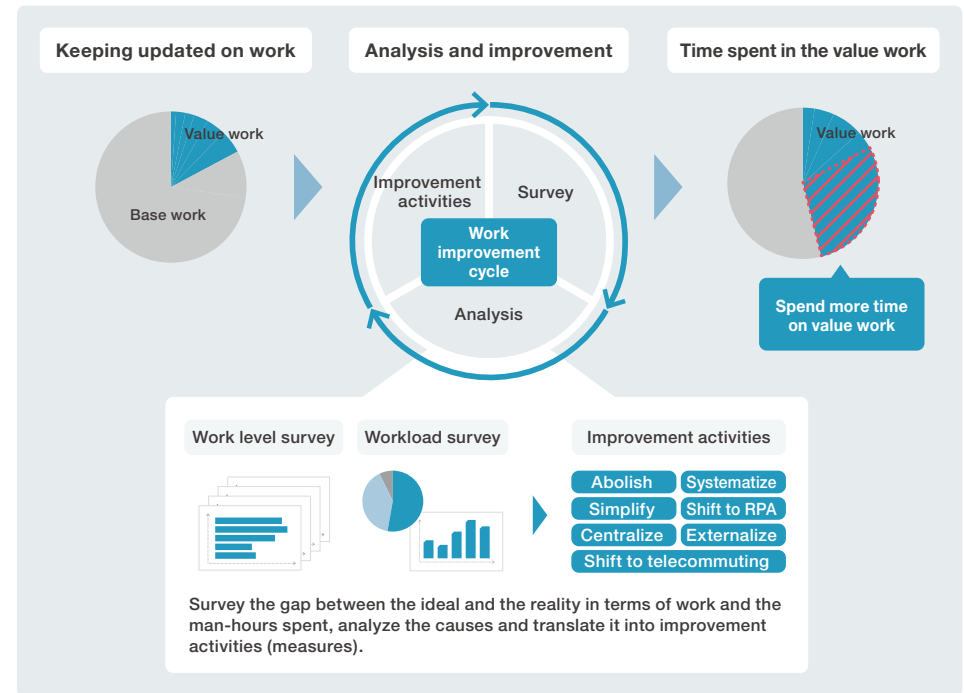 Keeping updated on work
Analysis and improvement
Time spent in the value work
Value work
Base work
Improvement
activities
Survey
Work
improvement
cycle
Analysis
Value work
Spend more time
on value work
Work level survey
Workload survey
Improvement activities
Abolish
Systematize
Simplify
Shift to RPA
Centralize
Externalize
Shift to telecommuting
Survey the gap between the ideal and the reality in terms of work and the
man-hours spent, analyze the causes and translate it into improvement
activities (measures).